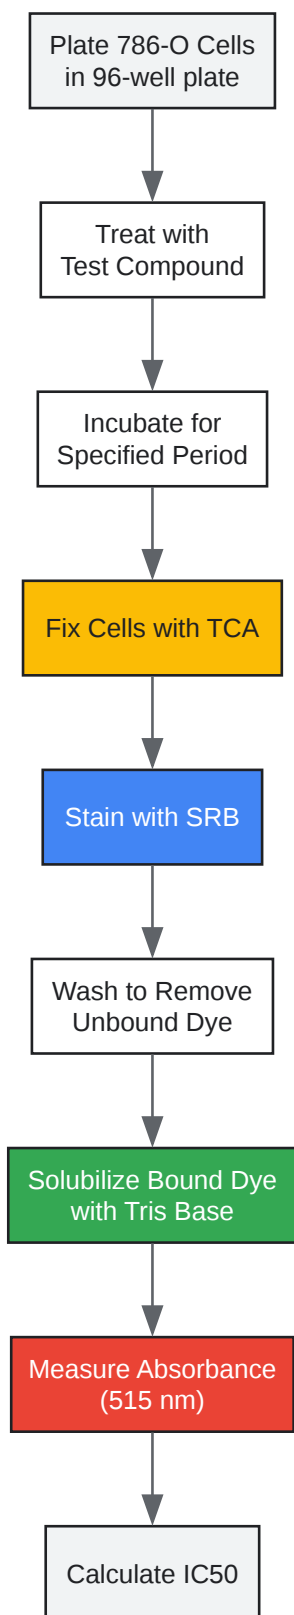 Plate 786-O Cells
in 96-well plate
Treat with
Test Compound
Incubate for
Specified Period
Fix Cells with TCA
Stain with SRB
Wash to Remove
Unbound Dye
Solubilize Bound Dye
with Tris Base
Measure Absorbance
(515 nm)
Calculate IC50